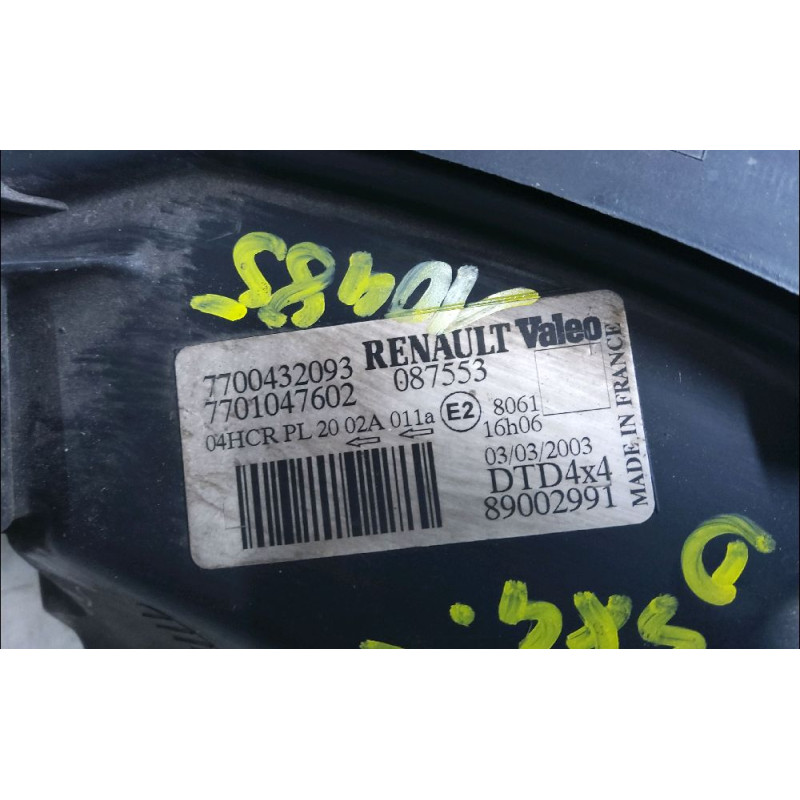 RENAULT Valeo
7700432093 087553
7701047602
04HCR PL 20 02A 011a E2 8061
16h06
03/03/2003
DTD4x4
89002991
MADE IN FRANCE